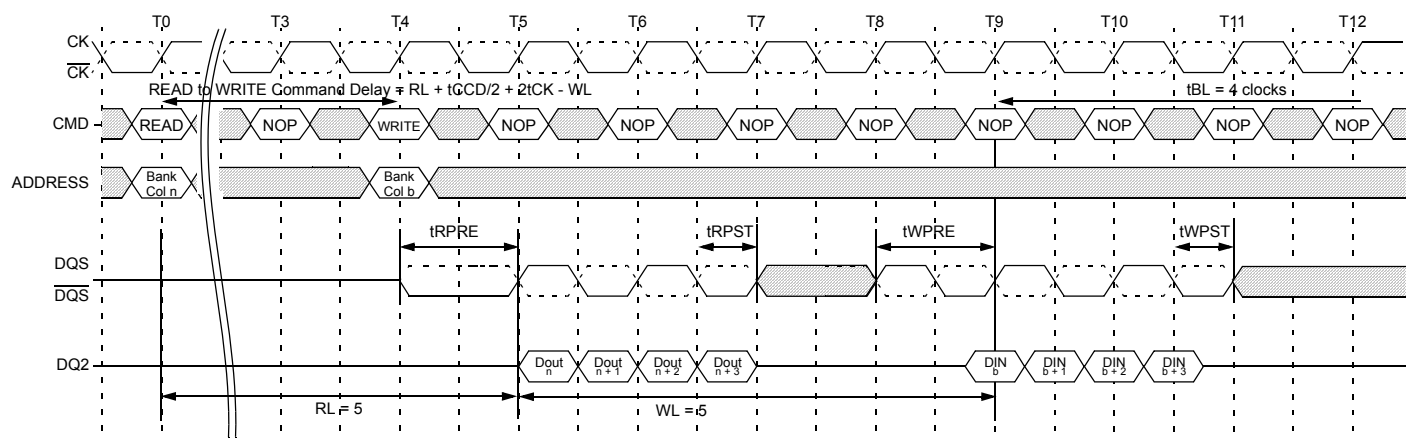 T0 T3 T4 T5 T6 T7 T8 T9 T10 T11 T12
CK
CK
READ to WRITE Command Delay = RL + tCCD/2 + 2tCK - WL
tBL = 4 clocks
CMD READ NOP WRITE NOP NOP NOP NOP NOP NOP NOP NOP
ADDRESS
Bank
Col n
Bank
Col b
tRPRE tRPST tWPRE tWPST
DQS
DQS
DQ2
Dout
n
Dout
n + 1
Dout
n + 2
Dout
n + 3
DIN
b
DIN
b + 1
DIN
b + 2
DIN
b + 3
RL = 5 WL = 5